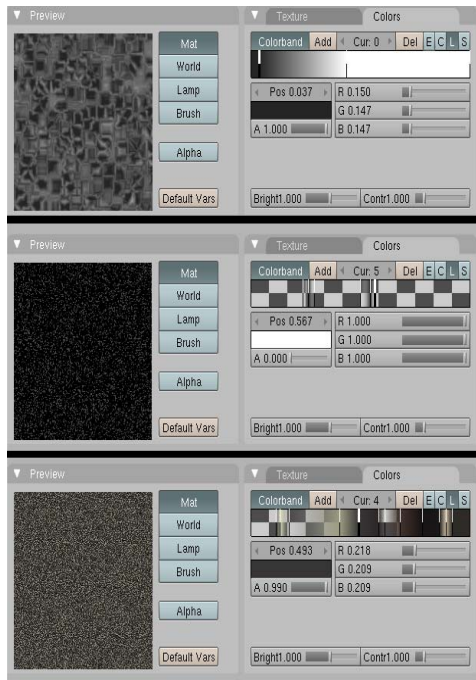 Preview
Texture Colors
Mat
World
Lamp
Brush
Alpha
Default Vars
Colorband Add Cur: 0 Del E C L S
Pos 0.037
A 1.000
R 0.150
G 0.147
B 0.147
Bright1.000 Contr1.000
Preview
Texture Colors
Mat
World
Lamp
Brush
Alpha
Default Vars
Colorband Add Cur: 5 Del E C L S
Pos 0.567
A 0.000
R 1.000
G 1.000
B 1.000
Bright1.000 Contr1.000
Preview
Texture Colors
Mat
World
Lamp
Brush
Alpha
Default Vars
Colorband Add Cur: 4 Del E C L S
Pos 0.493
A 0.990
R 0.218
G 0.209
B 0.209
Bright1.000 Contr1.000